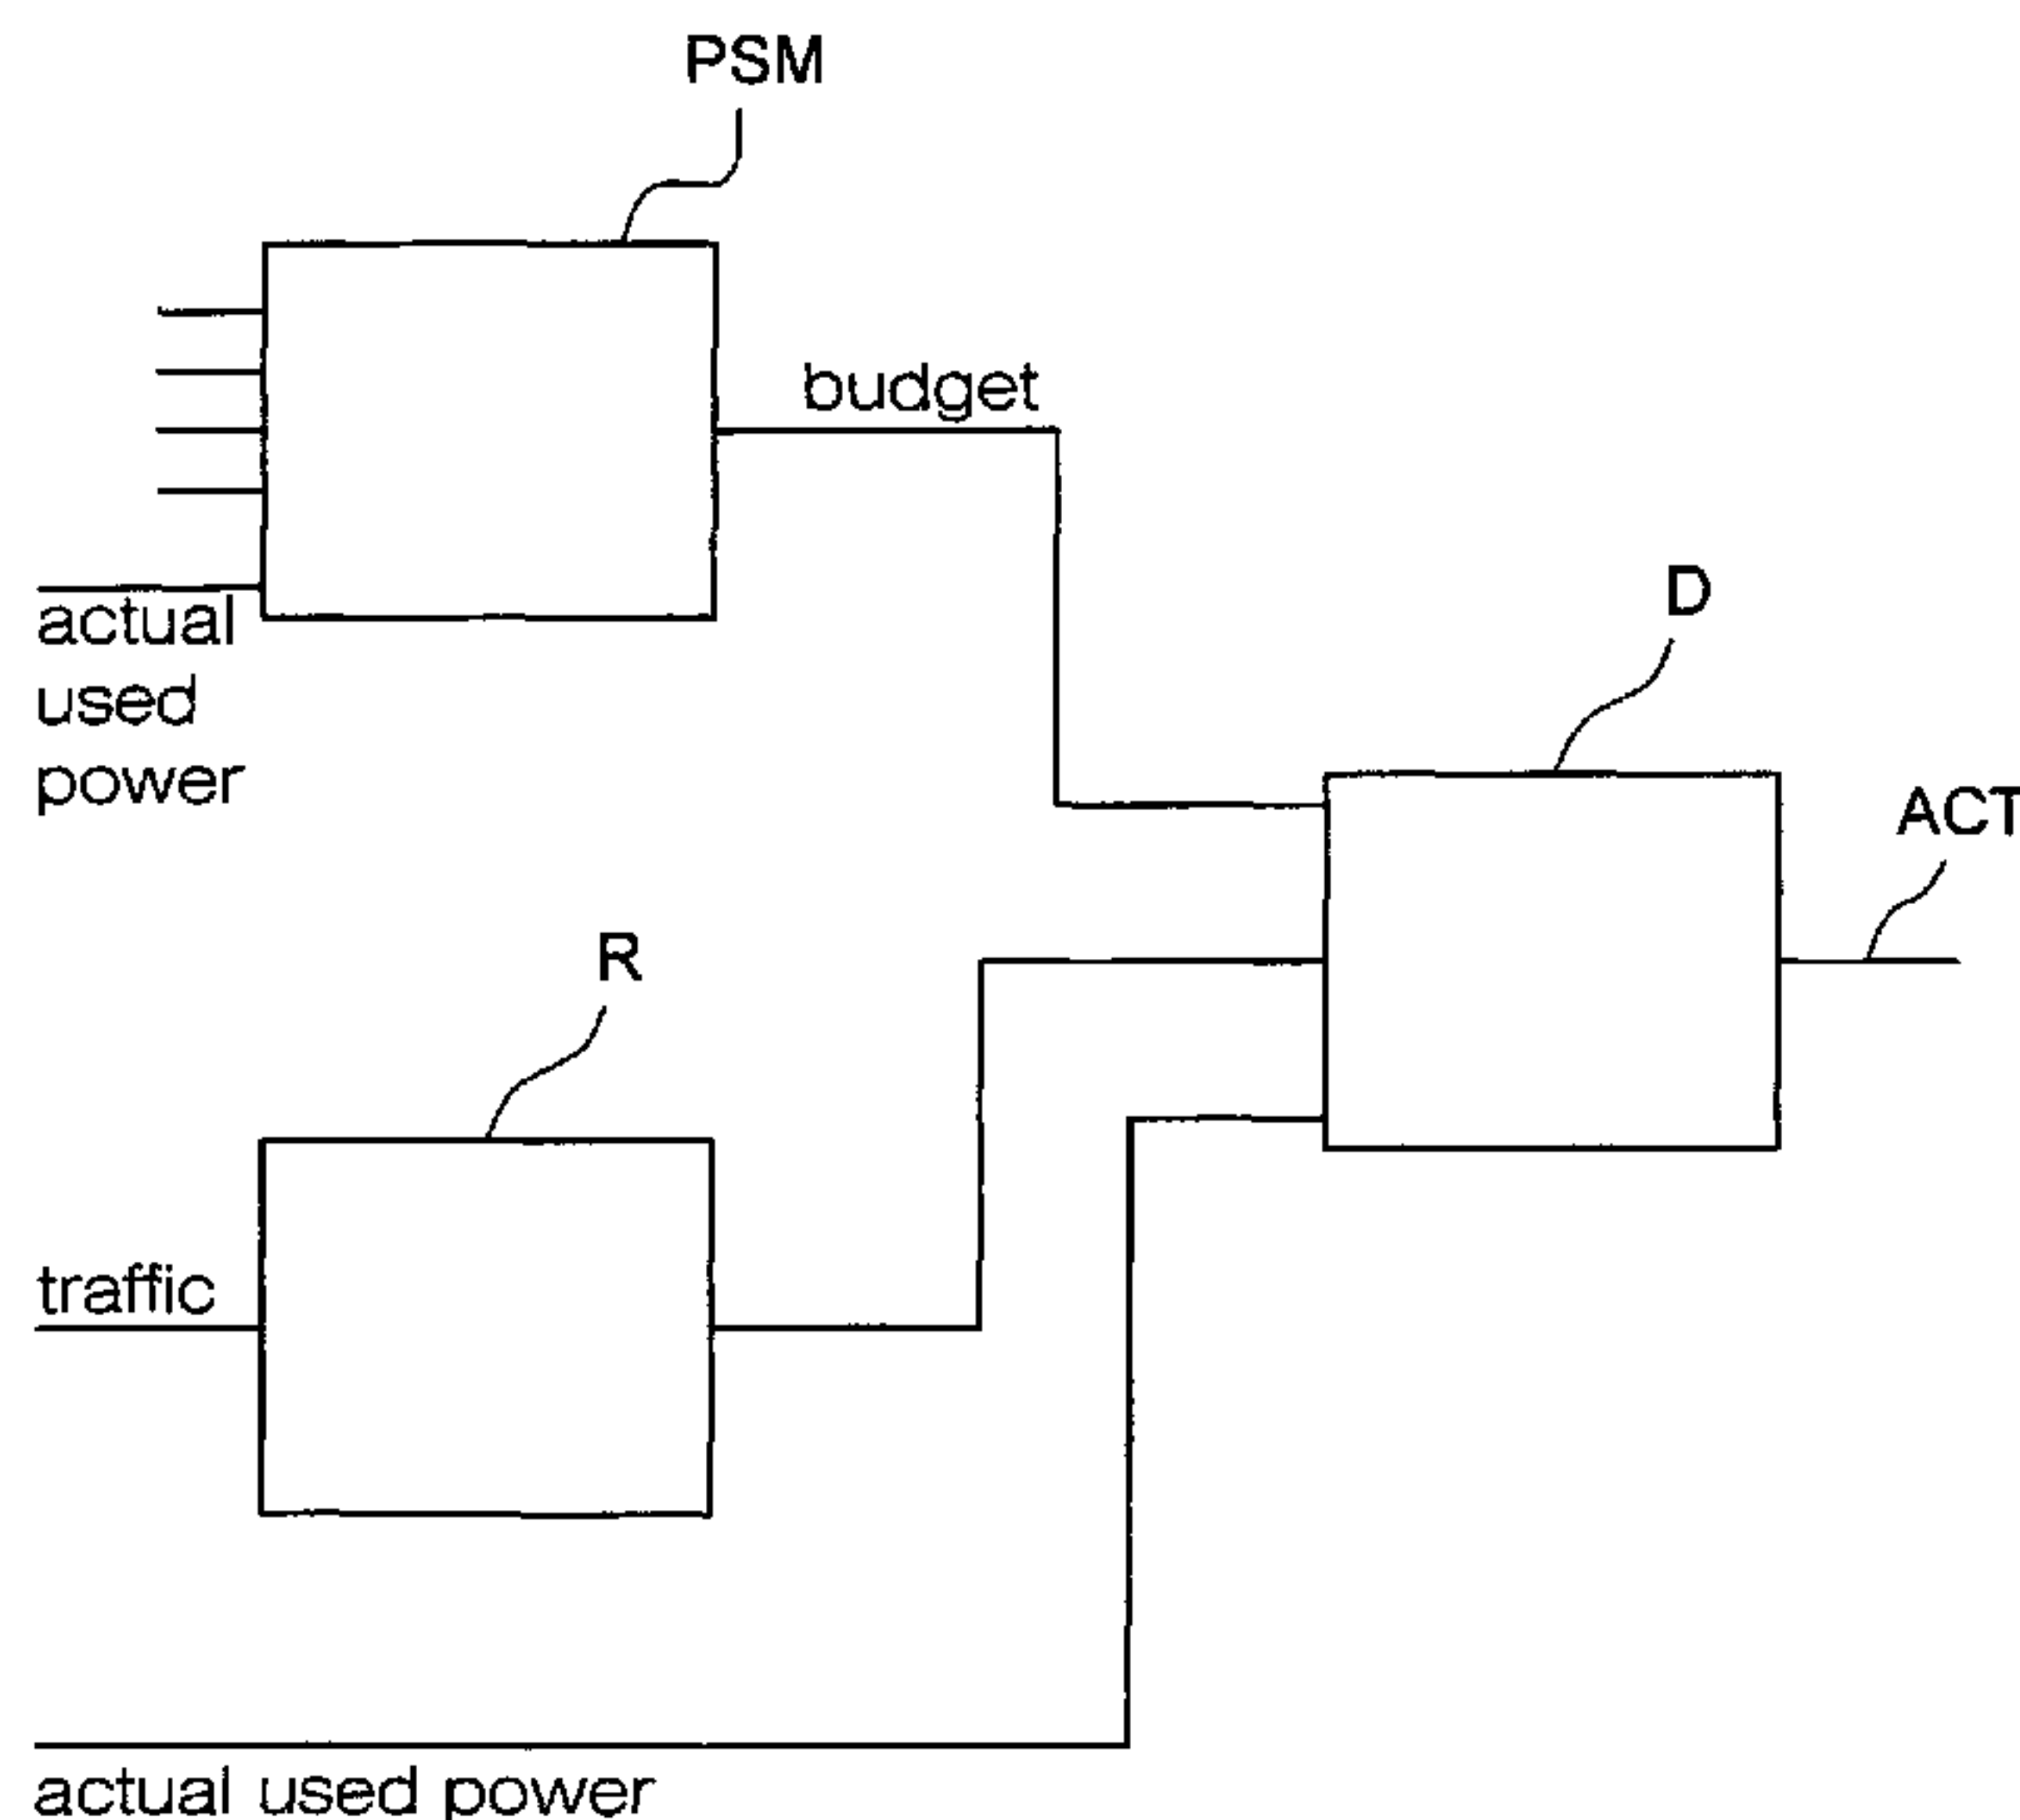 PSM
budget
actual
used
power
D
ACT
R
traffic
actual used power